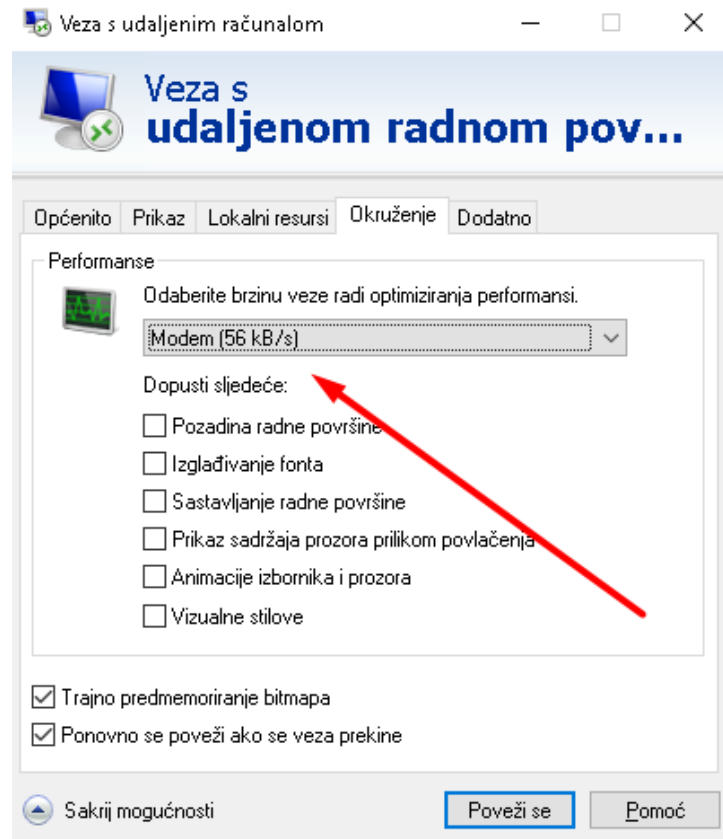 Veza s udaljenim računalom
Veza s
udaljenom radnom pov...
Općenito Prikaz Lokalni resursi Okruženje Dodatno
Performanse
Odaberite brzinu veze radi optimiziranja performansi.
Modem (56 kB/s)
Dopusti sljedeće:
Pozadina radne površine
Izglađivanje fonta
Sastavljanje radne površine
Prikaz sadržaja prozora prilikom povlačenja
Animacije izbornika i prozora
Vizualne stilove
Trajno predmemoriranje bitmapa
Ponovno se poveži ako se veza prekine
Sakrij mogućnosti Poveži se Pomoć